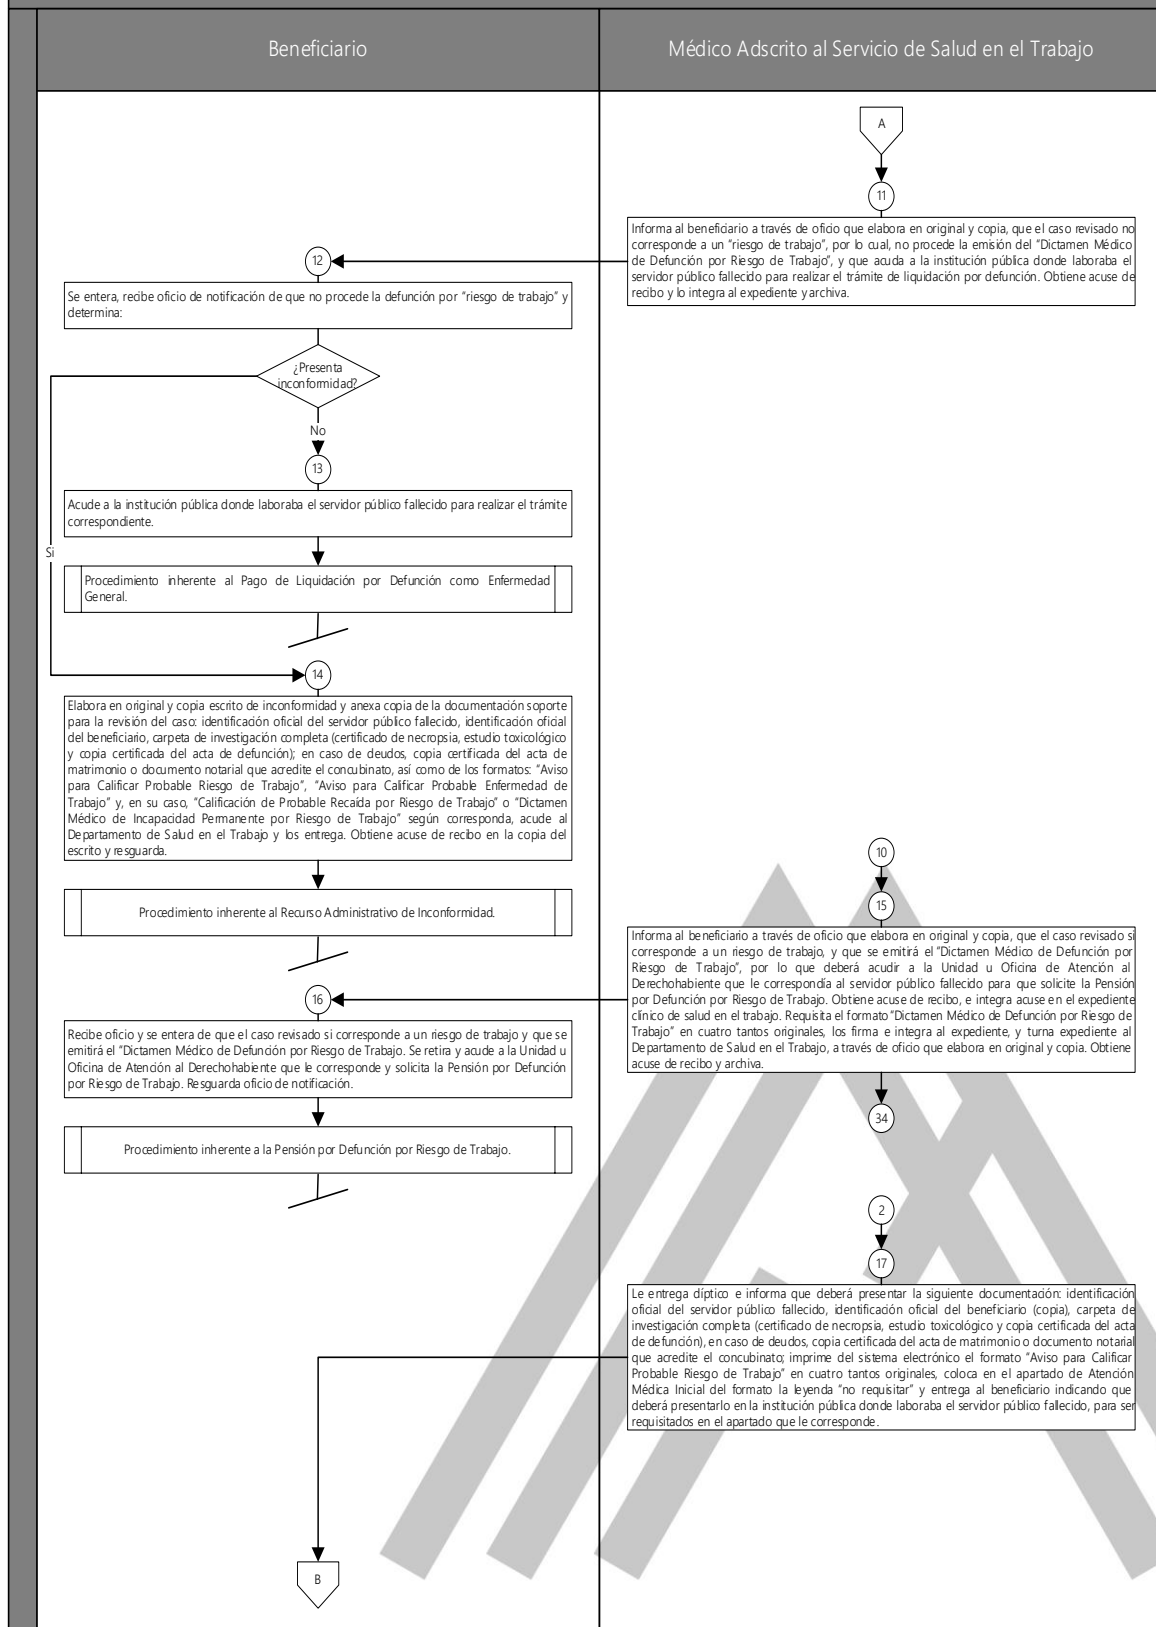 Beneficiario
Médico Adscrito al Servicio de Salud en el Trabajo
A
11
Informa al beneficiario a través de oficio que elabora en original y copia, que el caso revisado no
corresponde a un "riesgo de trabajo", por lo cual, no procede la emisión del "Dictamen Médico
de Defunción por Riesgo de Trabajo", y que acuda a la institución pública donde laboraba el
servidor público fallecido para realizar el trámite de liquidación por defunción. Obtiene acuse de
recibo y lo integra al expediente y archiva.
12
Se entera, recibe oficio de notificación de que no procede la defunción por "riesgo de trabajo" y
determina:
¿Presenta
inconformidad?
No
13
Acude a la institución pública donde laboraba el servidor público fallecido para realizar el trámite
correspondiente.
Si
Procedimiento inherente al Pago de Liquidación por Defunción como Enfermedad
General.
14
Elabora en original y copia escrito de inconformidad y anexa copia de la documentación soporte
para la revisión del caso: identificación oficial del servidor público fallecido, identificación oficial
del beneficiario, carpeta de investigación completa (certificado de necropsia, estudio toxicológico
y copia certificada del acta de defunción); en caso de deudos, copia certificada del acta de
matrimonio o documento notarial que acredite el concubinato, así como de los formatos: "Aviso
para Calificar Probable Riesgo de Trabajo", "Aviso para Calificar Probable Enfermedad de
Trabajo" y, en su caso, "Calificación de Probable Recaída por Riesgo de Trabajo" o "Dictamen
Médico de Incapacidad Permanente por Riesgo de Trabajo" según corresponda, acude al
Departamento de Salud en el Trabajo y los entrega. Obtiene acuse de recibo en la copia del
escrito y resguarda.
Procedimiento inherente al Recurso Administrativo de Inconformidad.
10
15
Informa al beneficiario a través de oficio que elabora en original y copia, que el caso revisado si
corresponde a un riesgo de trabajo, y que se emitirá el "Dictamen Médico de Defunción por
Riesgo de Trabajo", por lo que deberá acudir a la Unidad u Oficina de Atención al
Derechohabiente que le correspondía al servidor público fallecido para que solicite la Pensión
por Defunción por Riesgo de Trabajo. Obtiene acuse de recibo, e integra acuse en el expediente
clínico de salud en el trabajo. Requisita el formato "Dictamen Médico de Defunción por Riesgo de
Trabajo" en cuatro tantos originales, los firma e integra al expediente, y turna expediente al
Departamento de Salud en el Trabajo, a través de oficio que elabora en original y copia. Obtiene
acuse de recibo y archiva.
34
16
Recibe oficio y se entera de que el caso revisado si corresponde a un riesgo de trabajo y que se
emitirá el "Dictamen Médico de Defunción por Riesgo de Trabajo. Se retira y acude a la Unidad u
Oficina de Atención al Derechohabiente que le corresponde y solicita la Pensión por Defunción
por Riesgo de Trabajo. Resguarda oficio de notificación.
Procedimiento inherente a la Pensión por Defunción por Riesgo de Trabajo.
2
17
Le entrega díptico e informa que deberá presentar la siguiente documentación: identificación
oficial del servidor público fallecido, identificación oficial del beneficiario (copia), carpeta de
investigación completa (certificado de necropsia, estudio toxicológico y copia certificada del acta
de defunción), en caso de deudos, copia certificada del acta de matrimonio o documento notarial
que acredite el concubinato; imprime del sistema electrónico el formato "Aviso para Calificar
Probable Riesgo de Trabajo" en cuatro tantos originales, coloca en el apartado de Atención
Médica Inicial del formato la leyenda "no requisitar" y entrega al beneficiario indicando que
deberá presentarlo en la institución pública donde laboraba el servidor público fallecido, para ser
requisitados en el apartado que le corresponde.
B